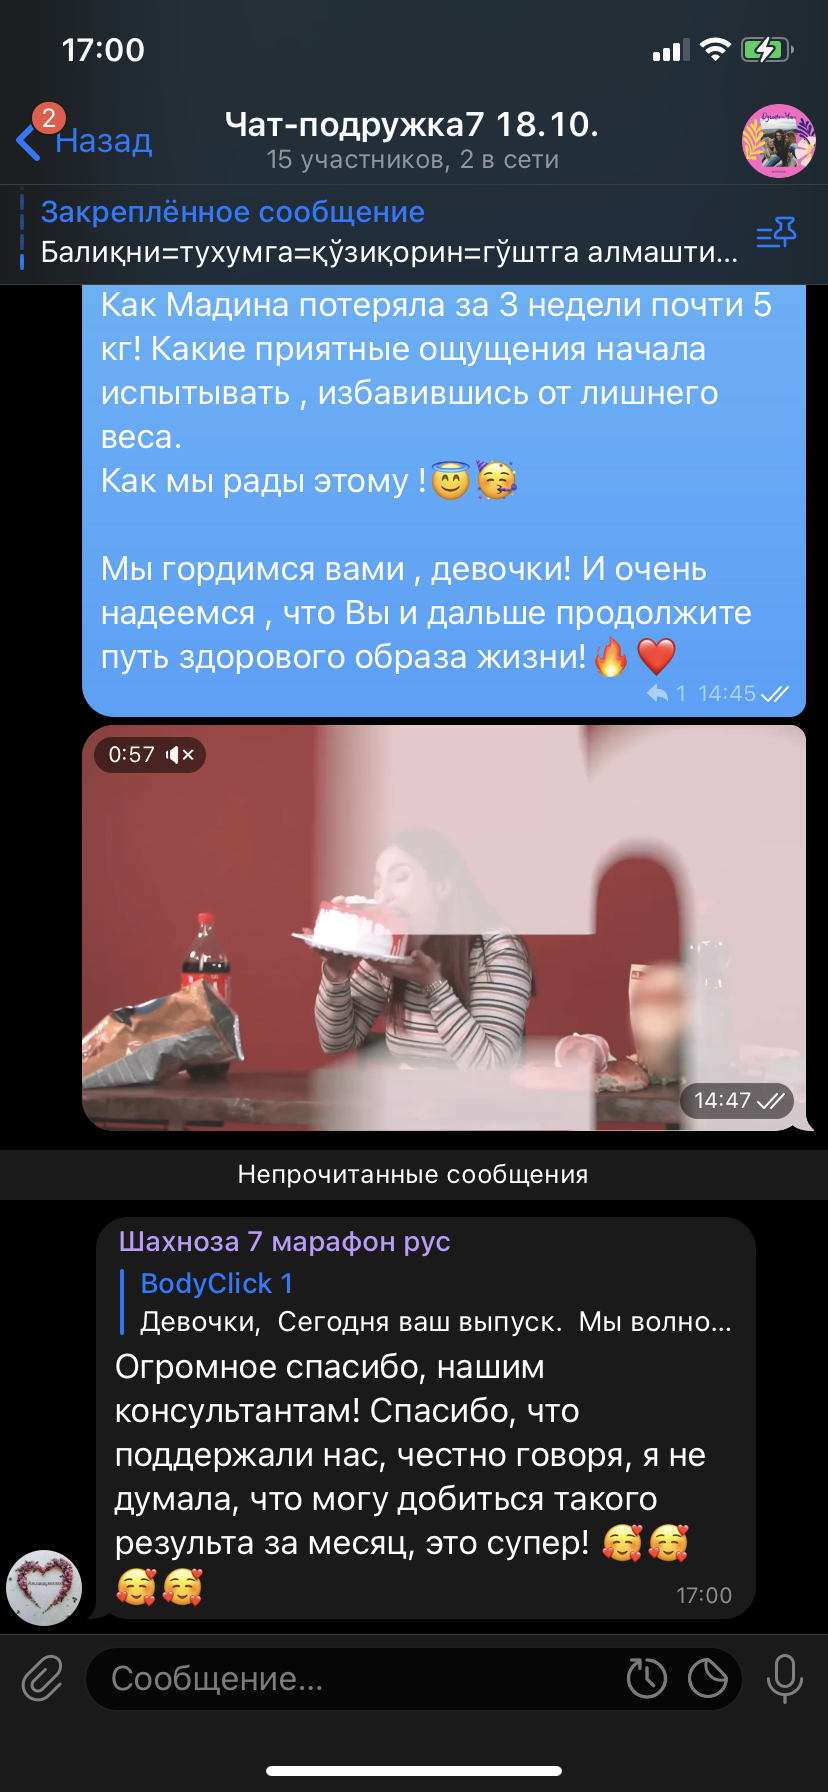 17:00
2
Назад
Чат-подружка7 18.10.
15 участников, 2 в сети
Закреплённое сообщение
Балиқни=тухумга=қўзиқорин=гўштга алмашти...
Как Мадина потеряла за 3 недели почти 5
кг! Какие приятные ощущения начала
испытывать , избавившись от лишнего
веса.
Как мы рады этому !😇🥳
Мы гордимся вами , девочки! И очень
надеемся , что Вы и дальше продолжите
путь здорового образа жизни!🔥❤️
1 14:45
0:57
14:47
Непрочитанные сообщения
Шахноза 7 марафон рус
BodyClick 1
Девочки, Сегодня ваш выпуск. Мы волно...
Огромное спасибо, нашим
консультантам! Спасибо, что
поддержали нас, честно говоря, я не
думала, что могу добиться такого
результа за месяц, это супер! 🥰🥰
🥰🥰
17:00
Сообщение...